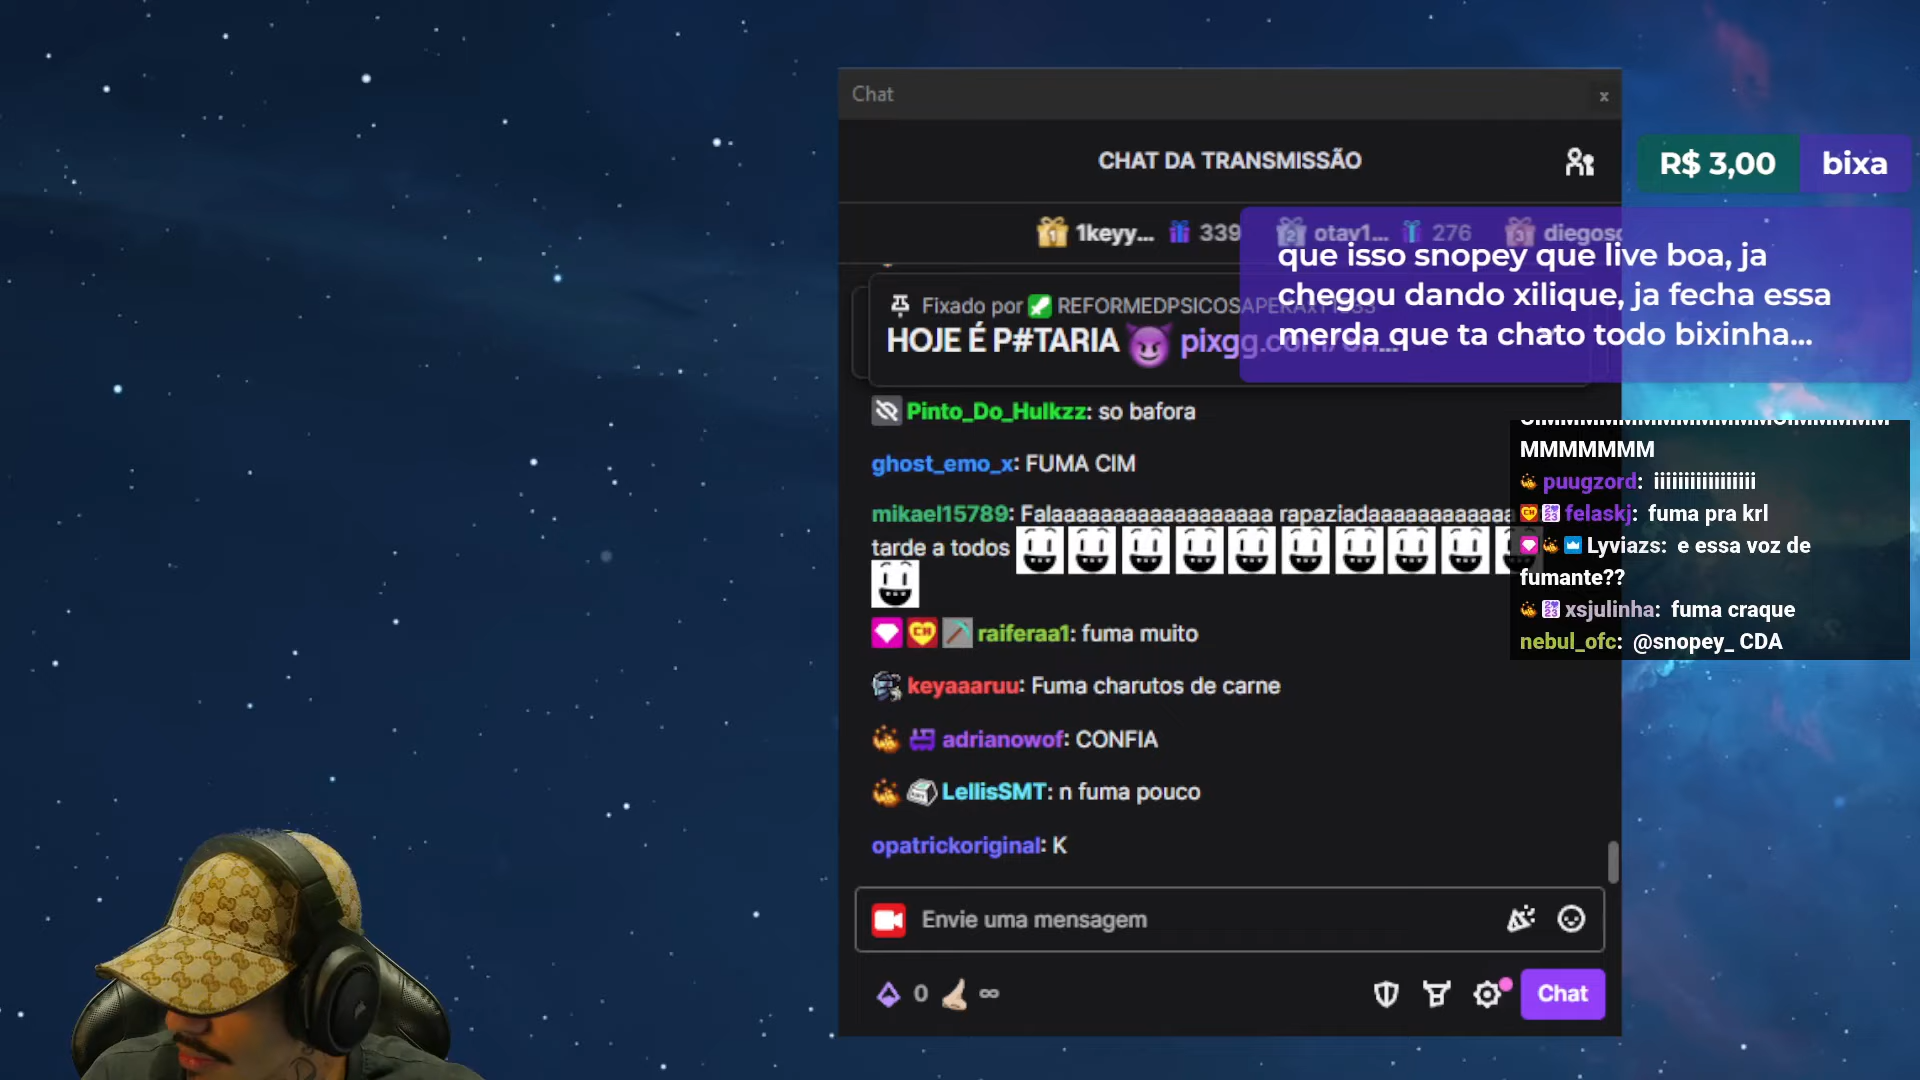 Chat
x
CHAT DA TRANSMISSÃO
R$ 3,00 bixa
1keyy... 339 otav1... 276 diegosc
que isso snopey que live boa, ja
chegou dando xilique, ja fecha essa
merda que ta chato todo bixinha...
Fixado por
HOJE É P#TARIA pixgg.com/
Pinto_Do_Hulkzz: so bafora
ghost_emo_x: FUMA CIM
mikael15789: Falaaaaaaaaaaaaaaaaaa rapaziadaaaaaaaaaaaa
tarde a todos
raiferaa1: fuma muito
keyaaaruu: Fuma charutos de carne
adrianowof: CONFIA
LellisSMT: n fuma pouco
opatrickoriginal: K
Envie uma mensagem
0 ∞
Chat
MMMMMMM
puugzord: iiiiiiiiiiiiiiiii
felaskj: fuma pra krl
Lyviazs: e essa voz de
fumante??
xsjulinha: fuma craque
nebul_ofc: @snopey_ CDA